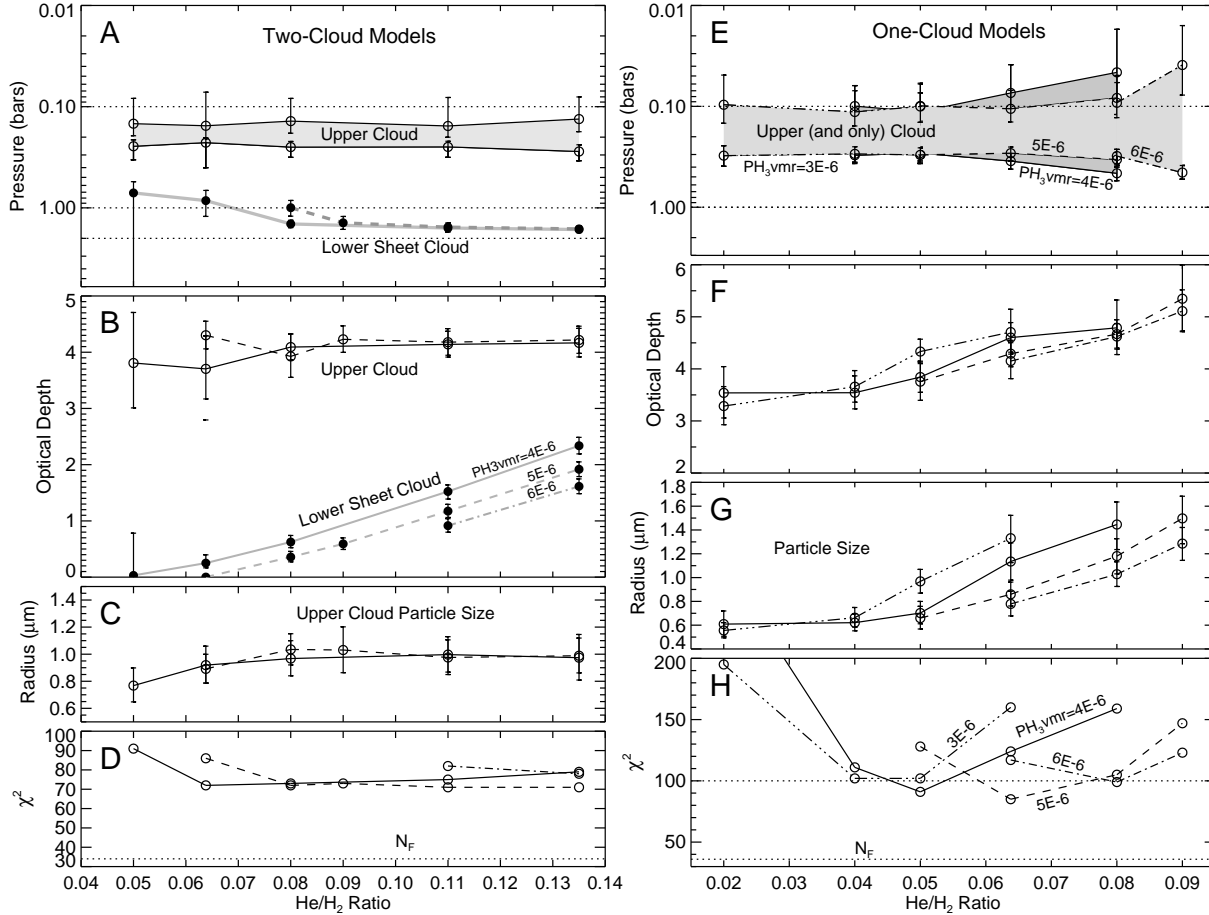 A
Two-Cloud Models
0.01
0.10
1.00
Pressure (bars)
Upper Cloud
Lower Sheet Cloud
B
5
4
3
2
1
0
Optical Depth
Upper Cloud
Lower Sheet Cloud
PH3vmr=4E-6
5E-6
6E-6
C
Upper Cloud Particle Size
1.4
1.2
1.0
0.8
0.6
Radius (μm)
D
90
80
70
60
50
40
30
χ²
N_F
0.04 0.05 0.06 0.07 0.08 0.09 0.10 0.11 0.12 0.13 0.14
He/H₂ Ratio
E
One-Cloud Models
0.01
0.10
1.00
Pressure (bars)
Upper (and only) Cloud
PH₃vmr=3E-6
5E-6
6E-6
PH₃vmr=4E-6
F
6
5
4
3
2
Optical Depth
G
1.8
1.6
1.4
1.2
1.0
0.8
0.6
0.4
Radius (μm)
Particle Size
H
200
150
100
50
χ²
3E-6
PH₃vmr=4E-6
6E-6
5E-6
N_F
0.02 0.03 0.04 0.05 0.06 0.07 0.08 0.09
He/H₂ Ratio